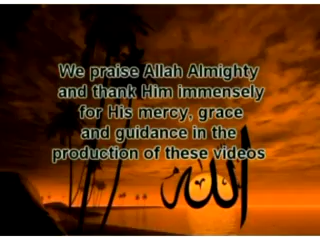 We praise Allah Almighty
and thank Him immensely
for His mercy, grace
and guidance in the
production of these videos
الله